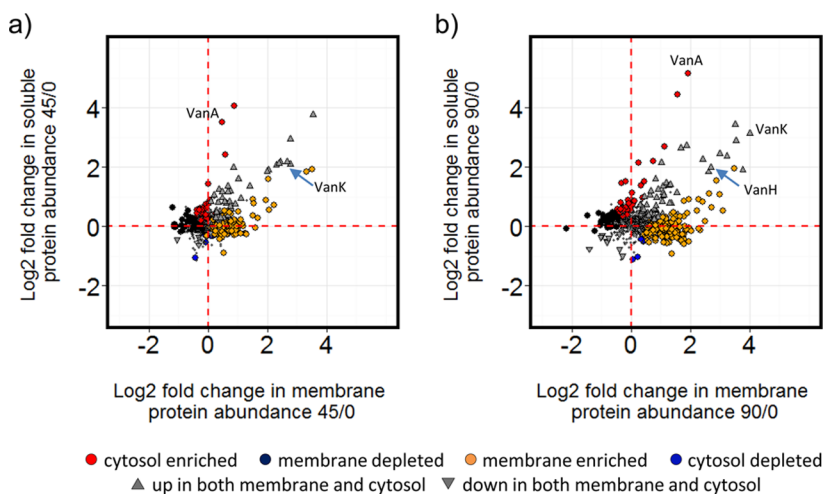 a)
Log2 fold change in soluble
protein abundance 45/0
4
2
0
-2
VanA
VanK
-2 0 2 4
Log2 fold change in membrane
protein abundance 45/0
b)
Log2 fold change in soluble
protein abundance 90/0
4
2
0
-2
VanA
VanK
VanH
-2 0 2 4
Log2 fold change in membrane
protein abundance 90/0
cytosol enriched membrane depleted membrane enriched cytosol depleted
up in both membrane and cytosol down in both membrane and cytosol